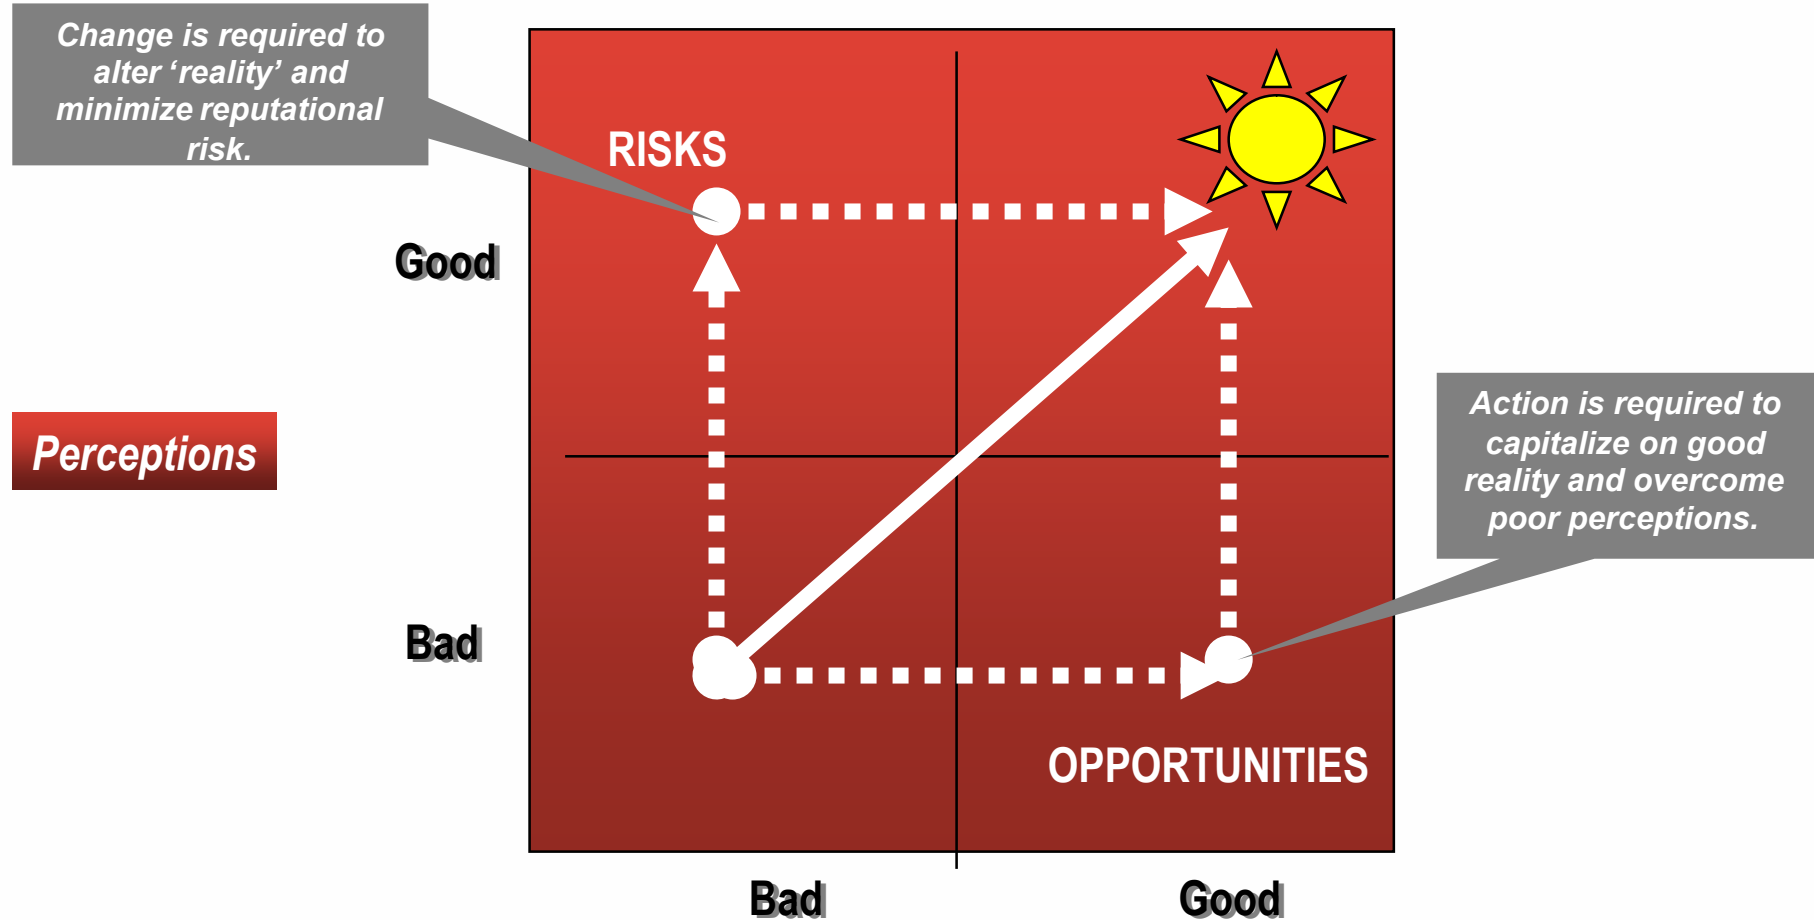 Change is required to
alter ‘reality’ and
minimize reputational
risk.
RISKS
Good
Perceptions
Action is required to
capitalize on good
reality and overcome
poor perceptions.
Bad
OPPORTUNITIES
Bad
Good